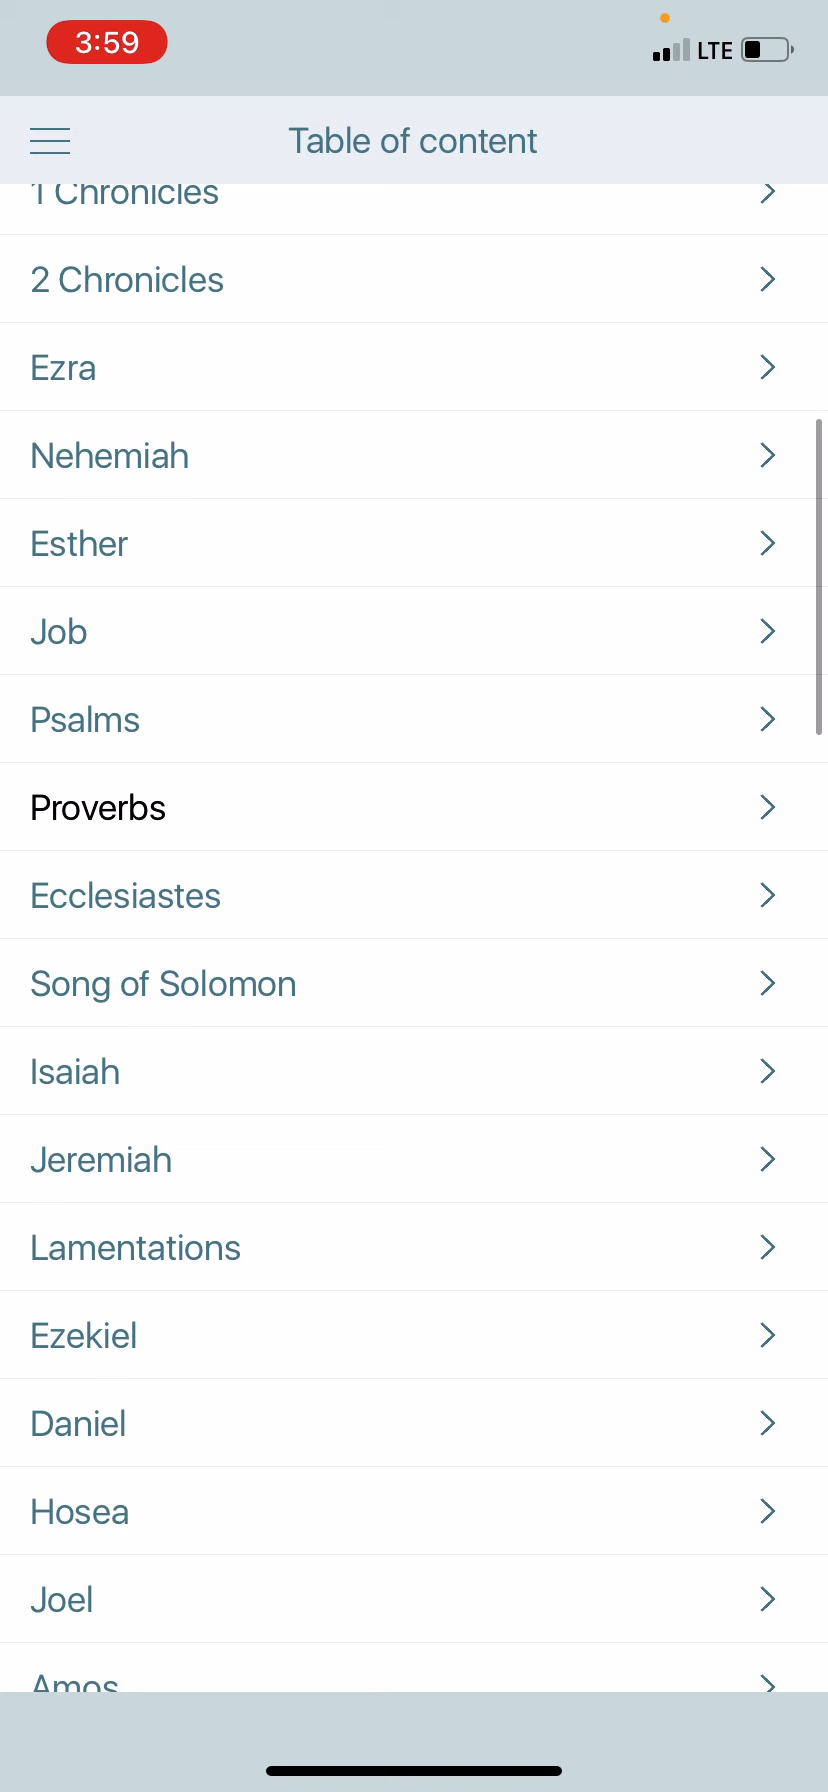 3:59
LTE
Table of content
1 Chronicles
2 Chronicles
Ezra
Nehemiah
Esther
Job
Psalms
Proverbs
Ecclesiastes
Song of Solomon
Isaiah
Jeremiah
Lamentations
Ezekiel
Daniel
Hosea
Joel
Amos